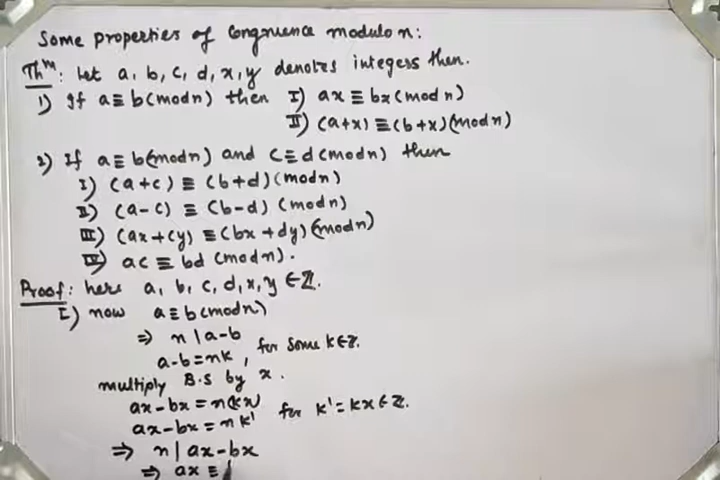 Some properties of Congruence modulo n:
Thm: Let a, b, c, d, x, y denotes integers then.
1) If a ≡ b (mod n) then I) ax ≡ bx (mod n)
II) (a+x) ≡ (b+x) (mod n)
2) If a ≡ b (mod n) and c ≡ d (mod n) then
I) (a+c) ≡ (b+d) (mod n)
II) (a-c) ≡ (b-d) (mod n)
III) (ax+cy) ≡ (bx+dy) (mod n)
IV) ac ≡ bd (mod n).
Proof: here a, b, c, d, x, y ∈ ℤ.
I) now a ≡ b (mod n)
⇒ n | a-b
a-b = nk, for some k ∈ ℤ.
multiply B.S by x.
ax-bx = n(kx)
ax-bx = nk' for k' = kx ∈ ℤ.
⇒ n | ax-bx
⇒ ax ≡